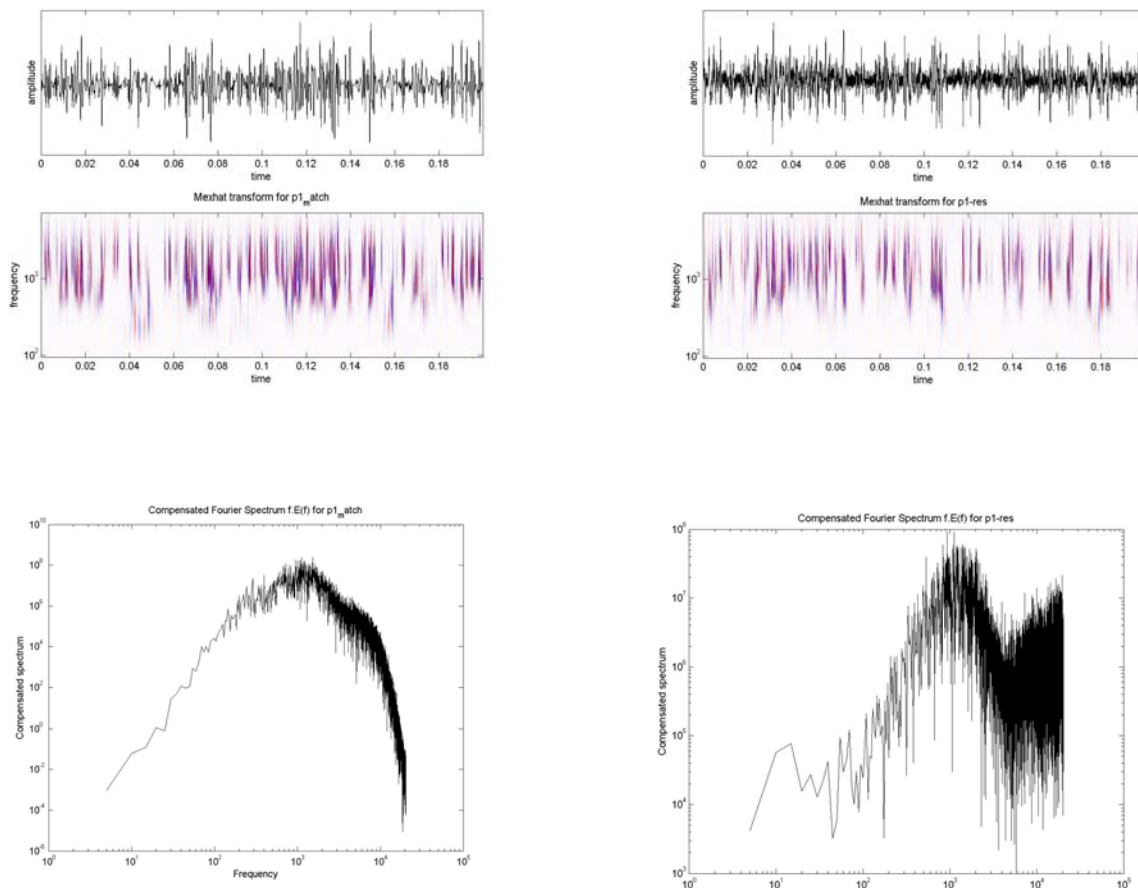 amplitude
0 0.02 0.04 0.06 0.08 0.1 0.12 0.14 0.16 0.18
time
amplitude
0 0.02 0.04 0.06 0.08 0.1 0.12 0.14 0.16 0.18
time
Mexhat transform for p1match
frequency
10³
10²
0 0.02 0.04 0.06 0.08 0.1 0.12 0.14 0.16 0.18
time
Mexhat transform for p1-res
frequency
10³
10²
0 0.02 0.04 0.06 0.08 0.1 0.12 0.14 0.16 0.18
time
Compensated Fourier Spectrum f.E(f) for p1match
Compensated spectrum
10¹⁰
10⁸
10⁶
10⁴
10²
10⁰
10⁻²
10⁻⁴
10⁻⁶
10⁰ 10¹ 10² 10³ 10⁴ 10⁵
Frequency
Compensated Fourier Spectrum f.E(f) for p1-res
Compensated spectrum
10⁸
10⁷
10⁶
10⁵
10⁴
10³
10⁰ 10¹ 10² 10³ 10⁴ 10⁵